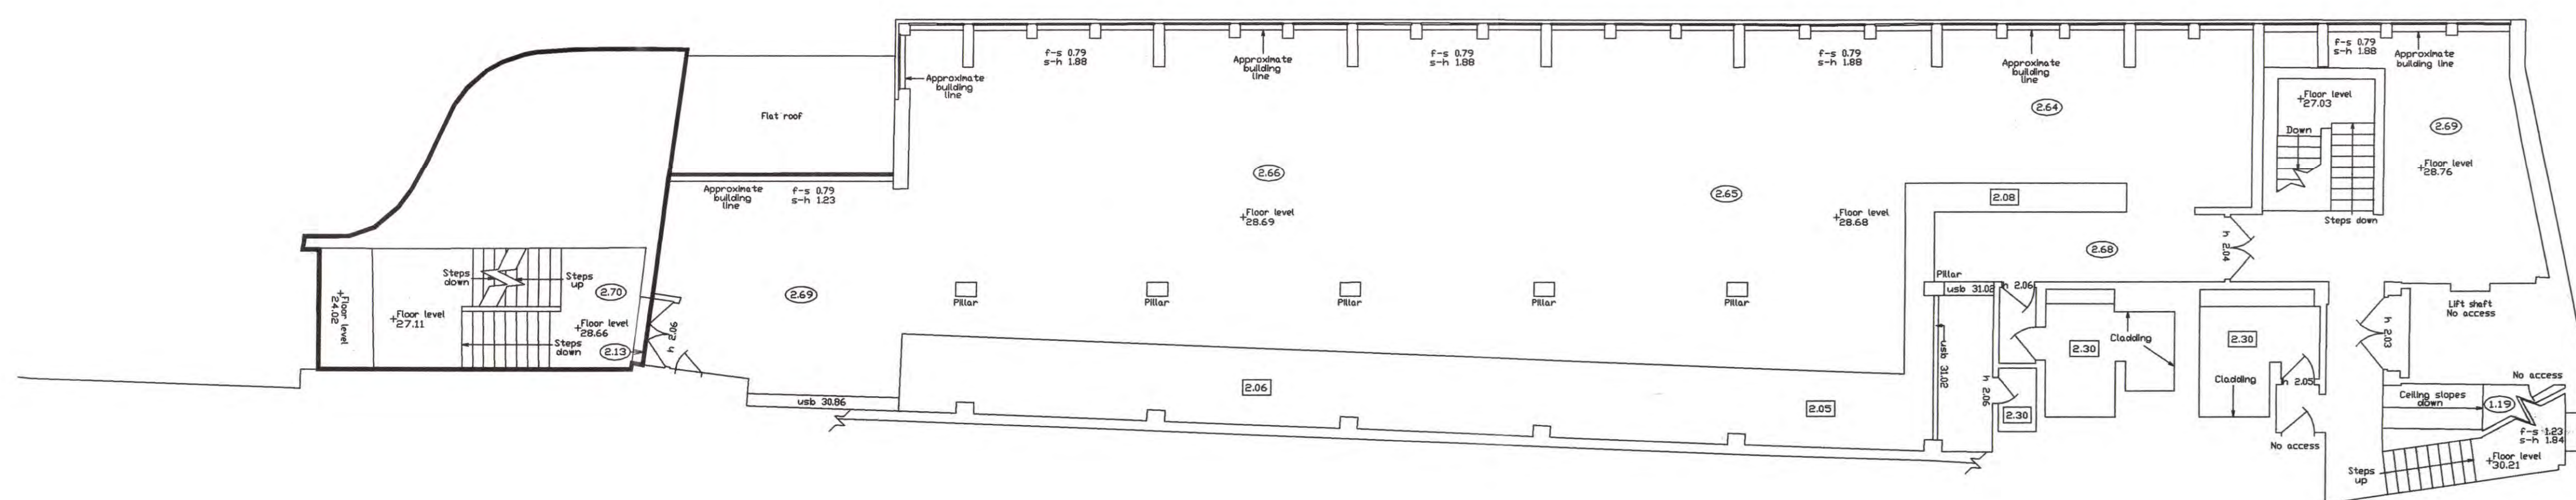 f-s 0.79
s-h 1.88
Approximate
building
line
f-s 0.79
s-h 1.88
f-s 0.79
s-h 1.88
Approximate
building
line
f-s 0.79
s-h 1.88
Approximate
building line
Approximate
building
line
Flat roof
2.64
Floor level
27.03
Down
2.69
Floor level
28.76
Steps down
2.66
2.65
Approximate
building
line
f-s 0.79
s-h 1.23
2.08
Floor level
28.69
Floor level
28.68
h 2.04
2.68
Steps
down
Steps
up
2.70
2.69
Floor level
24.02
Floor level
27.11
Floor level
28.66
Steps
down
2.13
h 2.06
Pillar
Pillar
Pillar
Pillar
Pillar
Pillar
usb 31.02
h 2.06
usb 31.02
Cladding
2.30
2.30
Cladding
h 2.03
Lift shaft
No access
No access
h 2.05
h 2.06
2.30
usb 30.86
2.06
2.05
Ceiling slopes
down
1.19
f-s 1.23
s-h 1.84
No access
Floor level
30.21
Steps
up